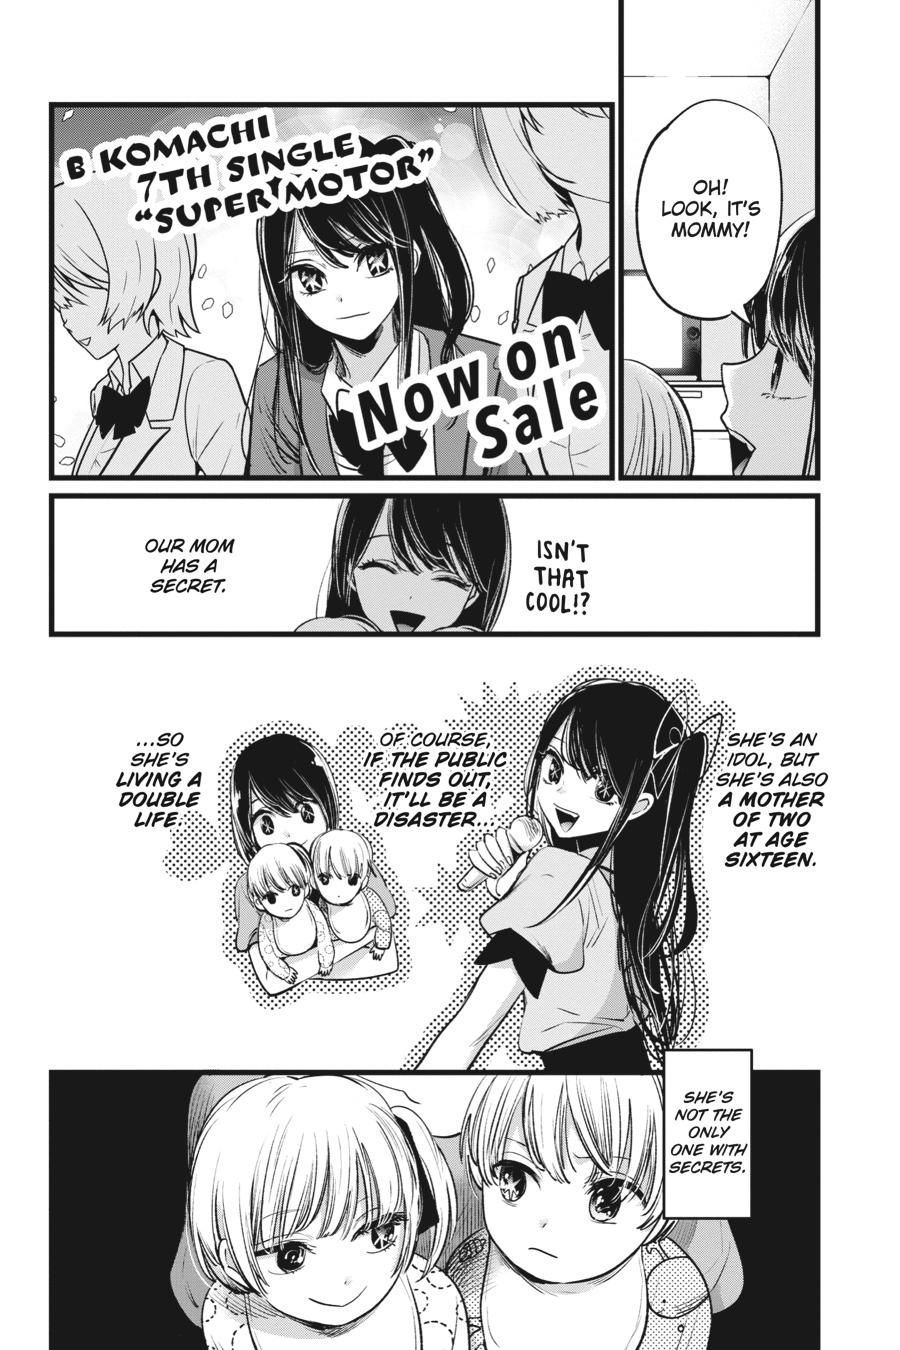 OH!
LOOK, IT'S
MOMMY!
B KOMACHI
7TH SINGLE
"SUPER MOTOR"
Now on
Sale
ISN'T
THAT
COOL!?
OUR MOM
HAS A
SECRET.
SHE'S AN
IDOL, BUT
SHE'S ALSO
A MOTHER
OF TWO
AT AGE
SIXTEEN.
OF COURSE,
IF THE PUBLIC
FINDS OUT,
IT'LL BE A
DISASTER...
...SO
SHE'S
LIVING A
DOUBLE
LIFE.
SHE'S
NOT THE
ONLY
ONE WITH
SECRETS.